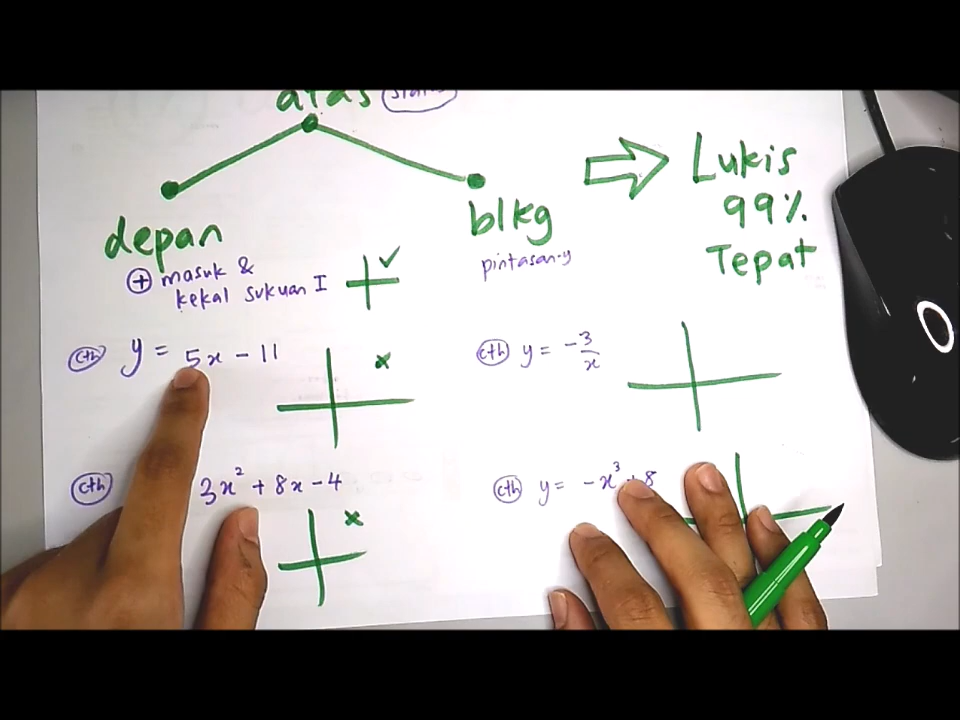 atas
depan
blkg
⇨ Lukis
99%
Tepat
⊕ masuk &
kekal sukuan I ✓
pintasan-y
cth y = 5x - 11 x
cth y = -3/x
cth 3x² + 8x - 4 x
cth y = -x³ + 8